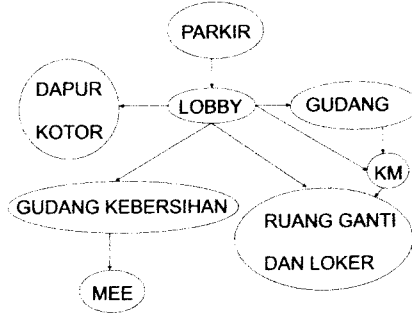 PARKIR
DAPUR
KOTOR
LOBBY
GUDANG
KM
GUDANG KEBERSIHAN
RUANG GANTI
DAN LOKER
MEE